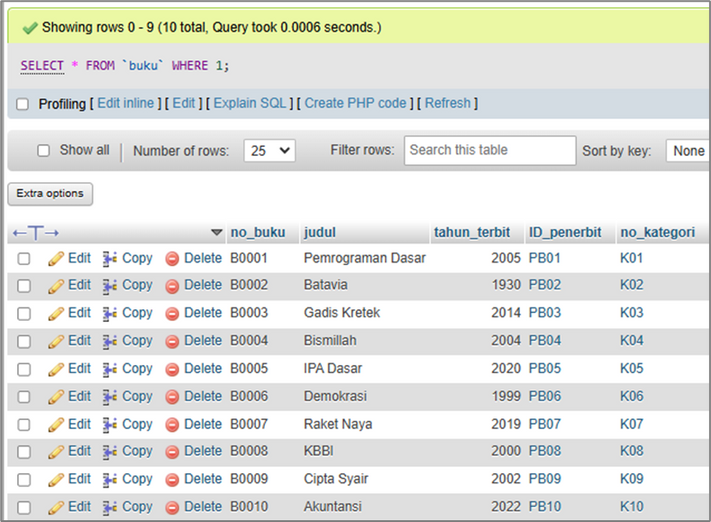 Showing rows 0 - 9 (10 total, Query took 0.0006 seconds.)
SELECT * FROM `buku` WHERE 1;
Profiling [ Edit inline ] [ Edit ] [ Explain SQL ] [ Create PHP code ] [ Refresh ]
Show all Number of rows: 25 Filter rows: Search this table Sort by key: None
Extra options
←T→ no_buku judul tahun_terbit ID_penerbit no_kategori
Edit Copy Delete B0001 Pemrograman Dasar 2005 PB01 K01
Edit Copy Delete B0002 Batavia 1930 PB02 K02
Edit Copy Delete B0003 Gadis Kretek 2014 PB03 K03
Edit Copy Delete B0004 Bismillah 2004 PB04 K04
Edit Copy Delete B0005 IPA Dasar 2020 PB05 K05
Edit Copy Delete B0006 Demokrasi 1999 PB06 K06
Edit Copy Delete B0007 Raket Naya 2019 PB07 K07
Edit Copy Delete B0008 KBBI 2000 PB08 K08
Edit Copy Delete B0009 Cipta Syair 2002 PB09 K09
Edit Copy Delete B0010 Akuntansi 2022 PB10 K10